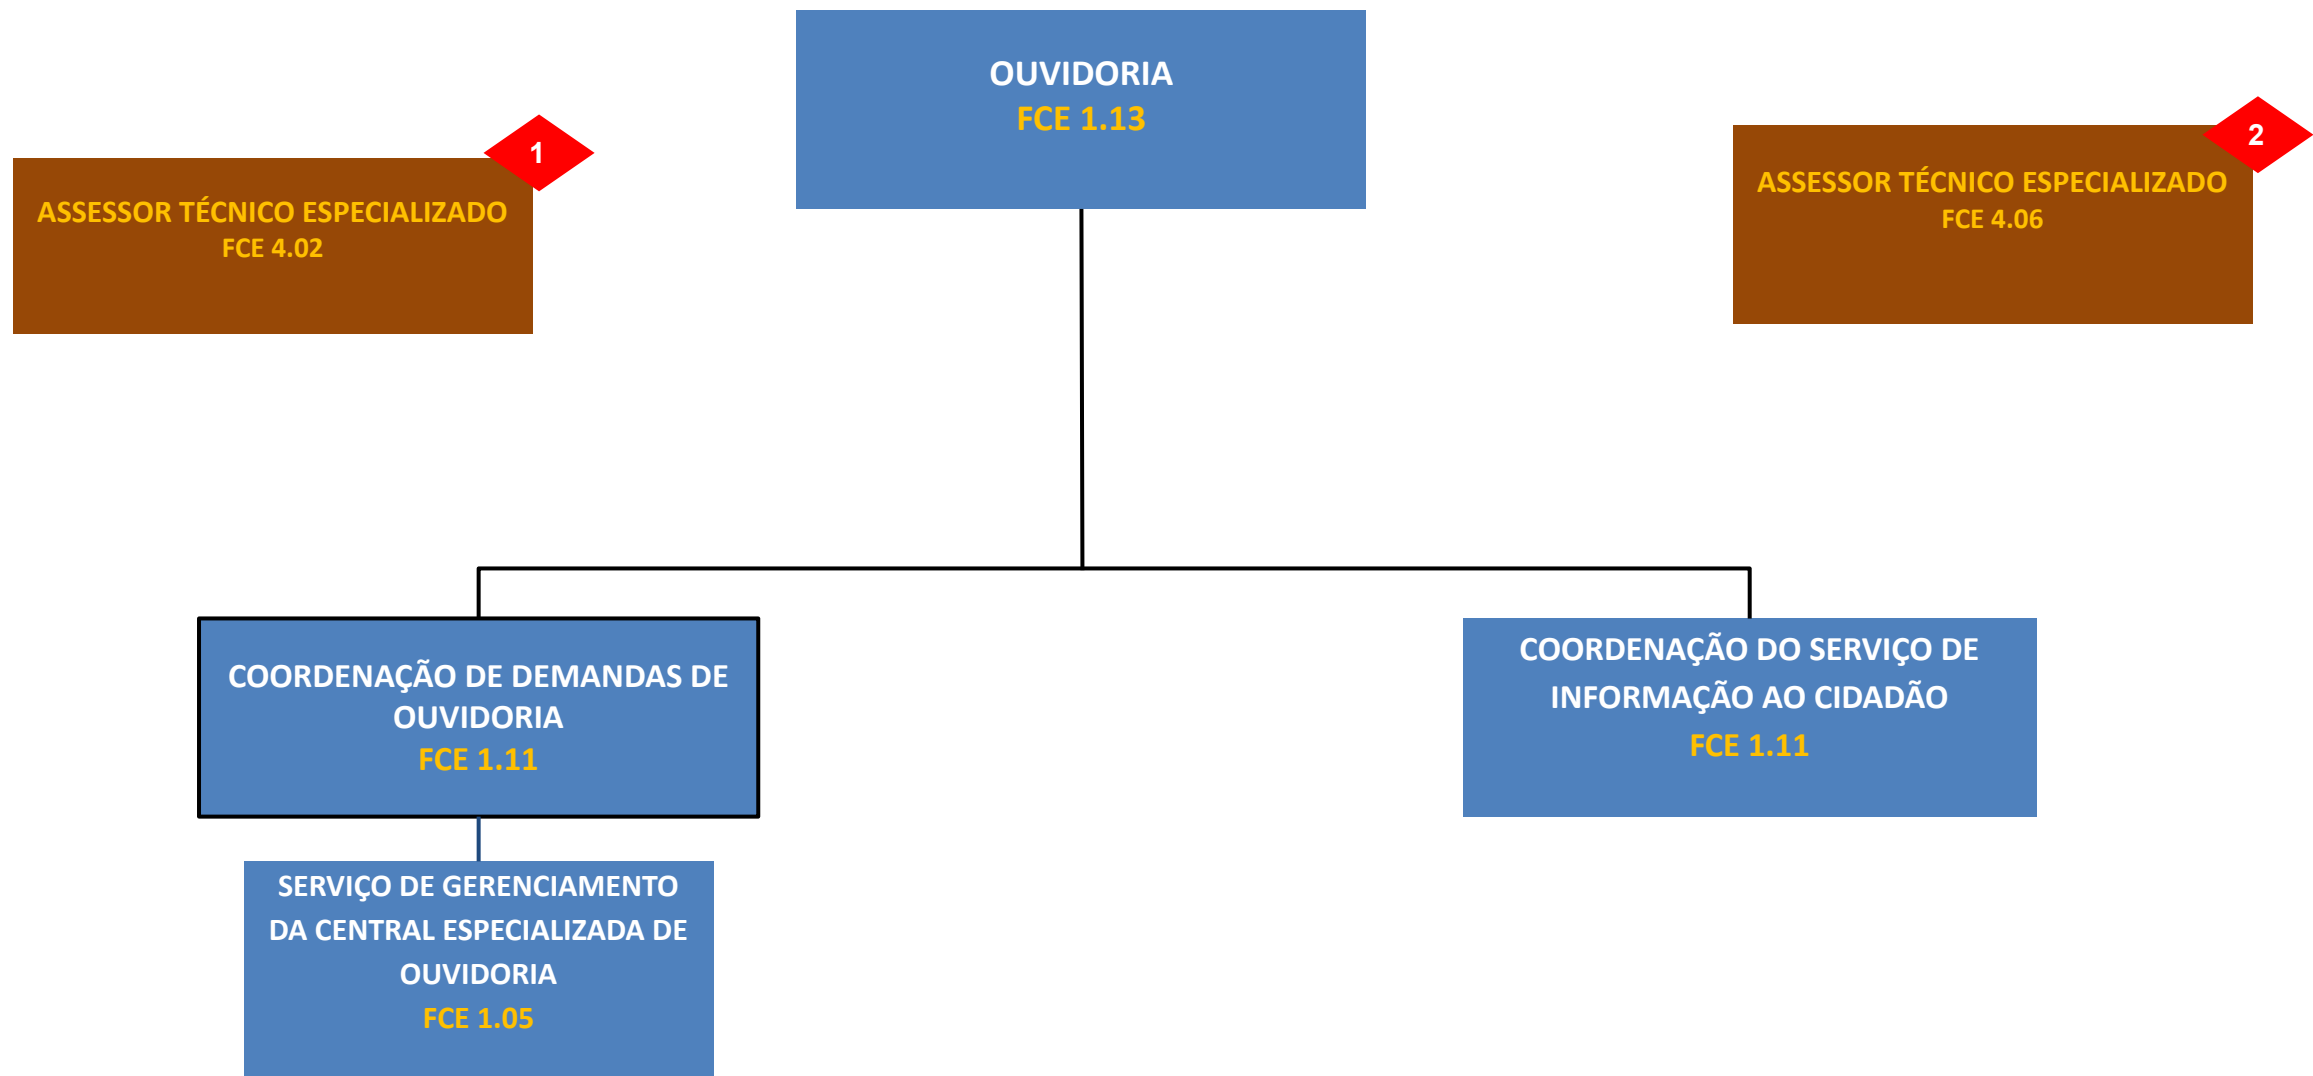 OUVIDORIA
FCE 1.13
1
ASSESSOR TÉCNICO ESPECIALIZADO
FCE 4.02
2
ASSESSOR TÉCNICO ESPECIALIZADO
FCE 4.06
COORDENAÇÃO DE DEMANDAS DE
OUVIDORIA
FCE 1.11
COORDENAÇÃO DO SERVIÇO DE
INFORMAÇÃO AO CIDADÃO
FCE 1.11
SERVIÇO DE GERENCIAMENTO
DA CENTRAL ESPECIALIZADA DE
OUVIDORIA
FCE 1.05